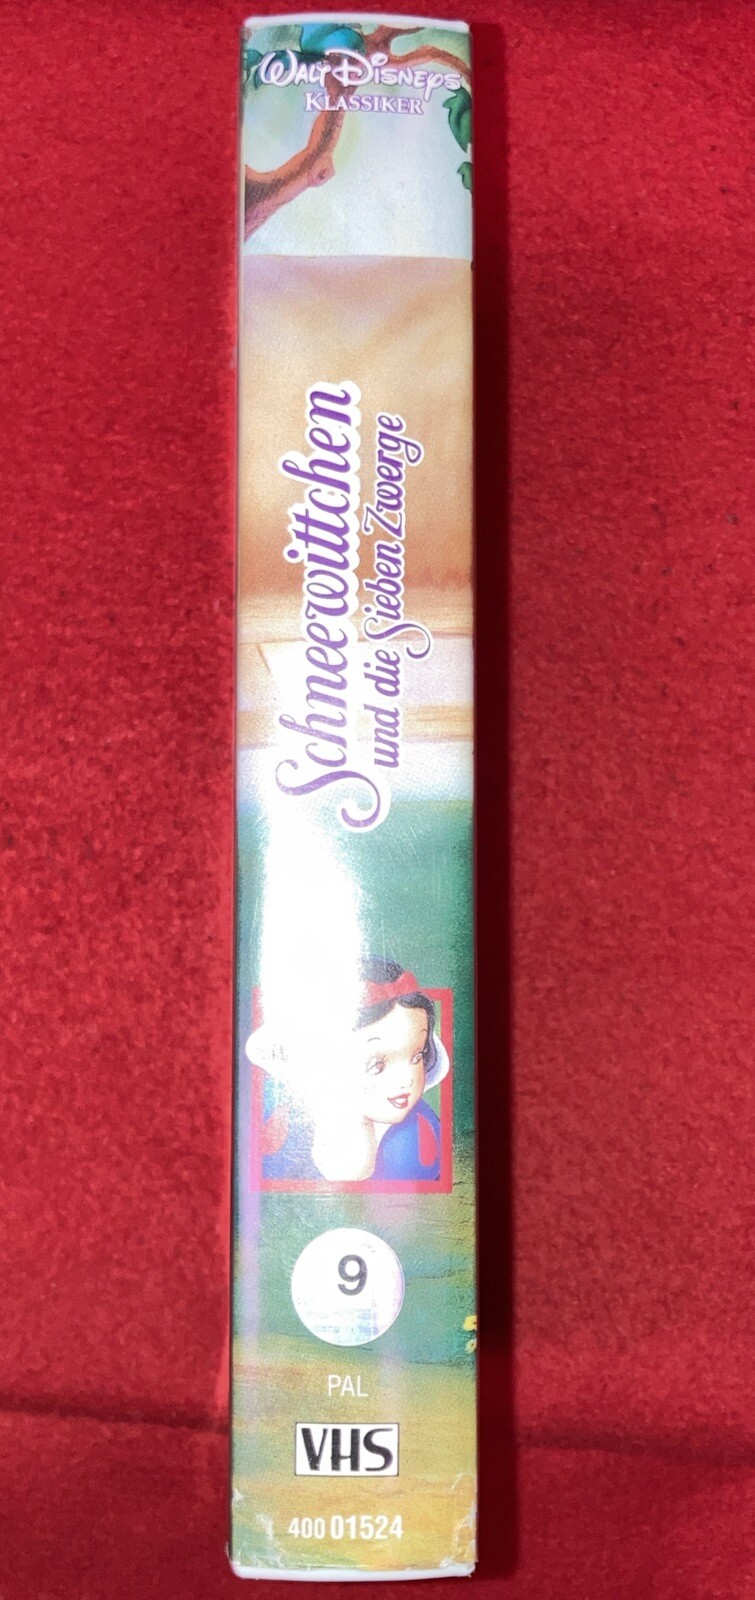 Walt Disneys
Klassiker
Schneewittchen
und die Sieben Zwerge
9
PAL
VHS
400 01524